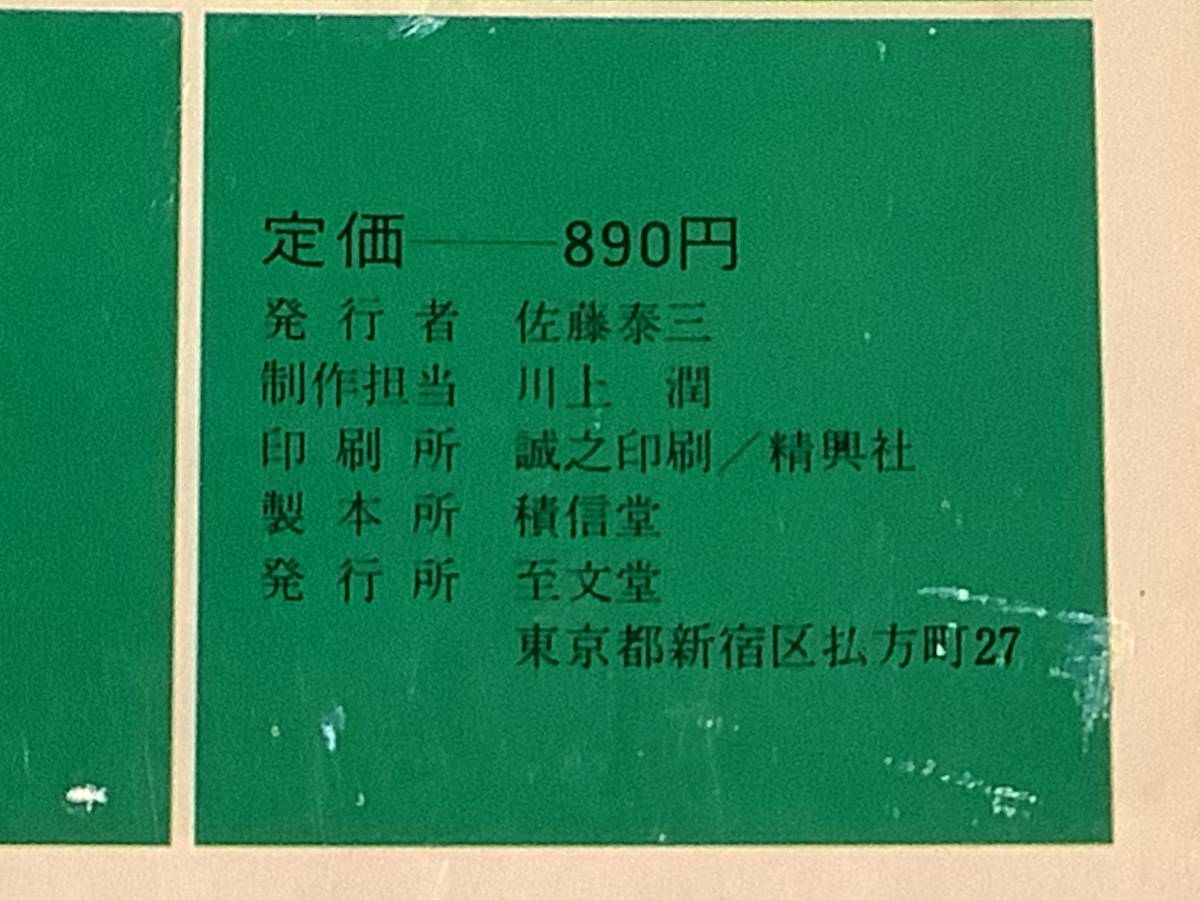 定価——890円
発行者 佐藤泰三
制作担当 川上 潤
印刷所 誠之印刷／精興社
製本所 積信堂
発行所 至文堂
東京都新宿区払方町27